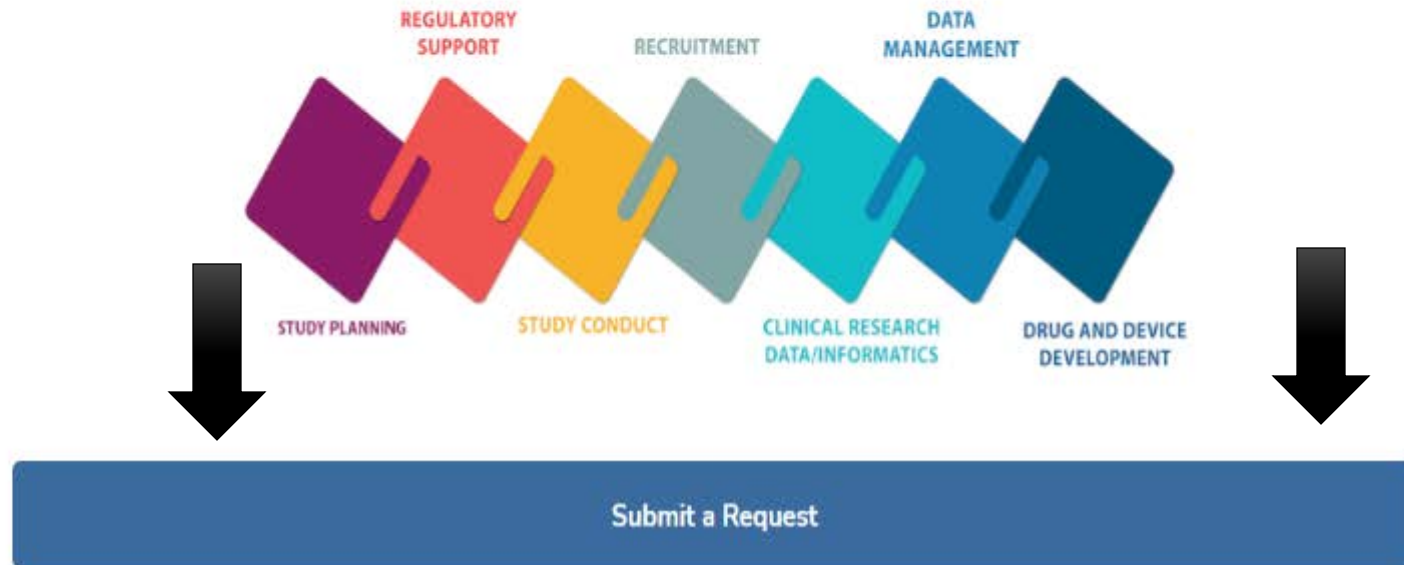 REGULATORY
SUPPORT
RECRUITMENT
DATA
MANAGEMENT
STUDY PLANNING
STUDY CONDUCT
CLINICAL RESEARCH
DATA/INFORMATICS
DRUG AND DEVICE
DEVELOPMENT
Submit a Request